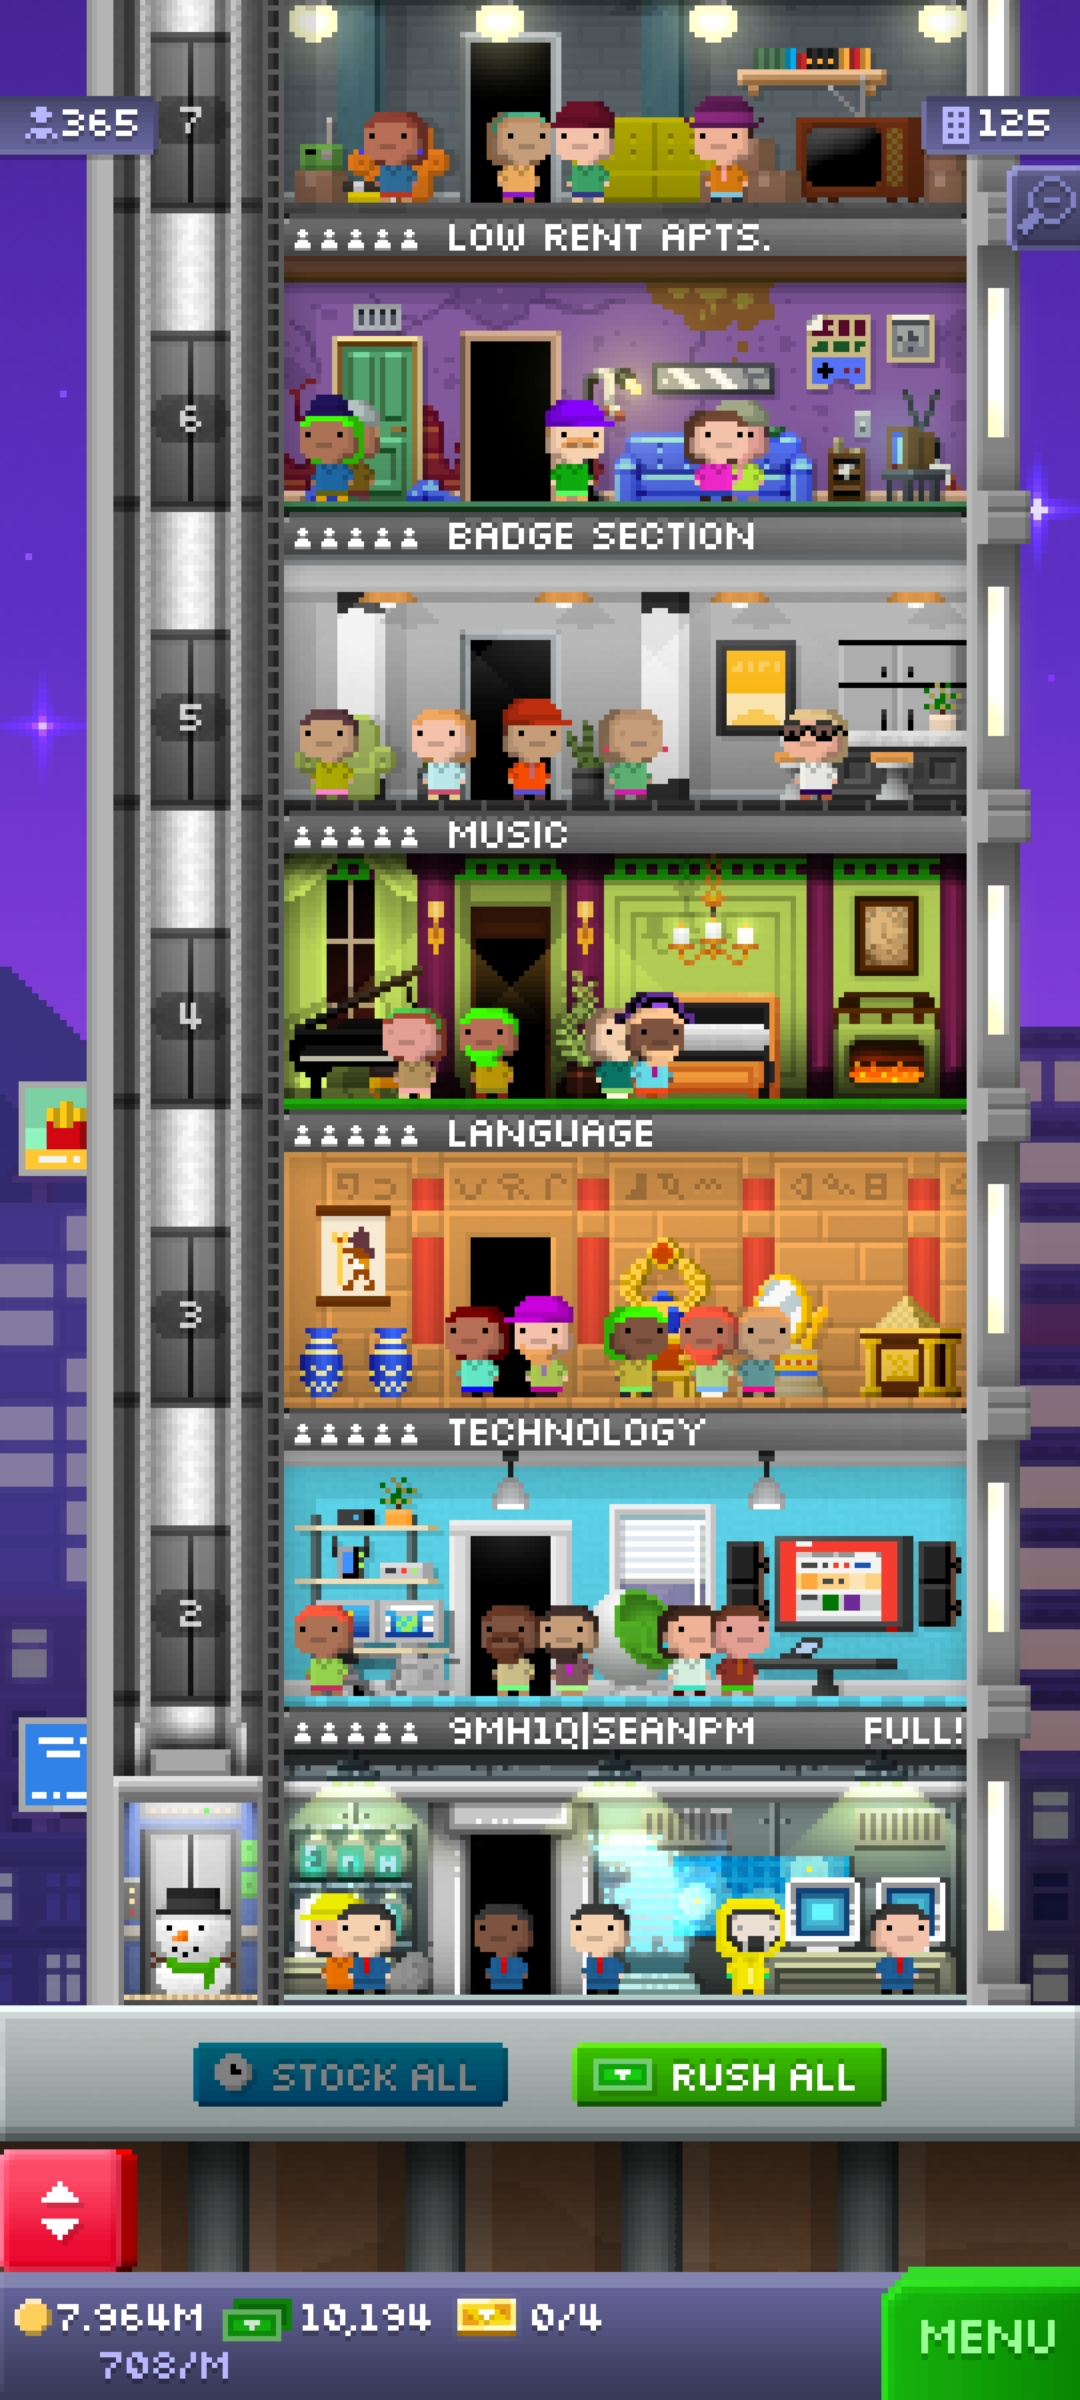 365
7
125
LOW RENT APTS.
6
BADGE SECTION
5
MUSIC
4
LANGUAGE
3
TECHNOLOGY
2
9MH1Q|SEANPM FULL!
STOCK ALL
RUSH ALL
7.964M
10,194
0/4
708/M
MENU